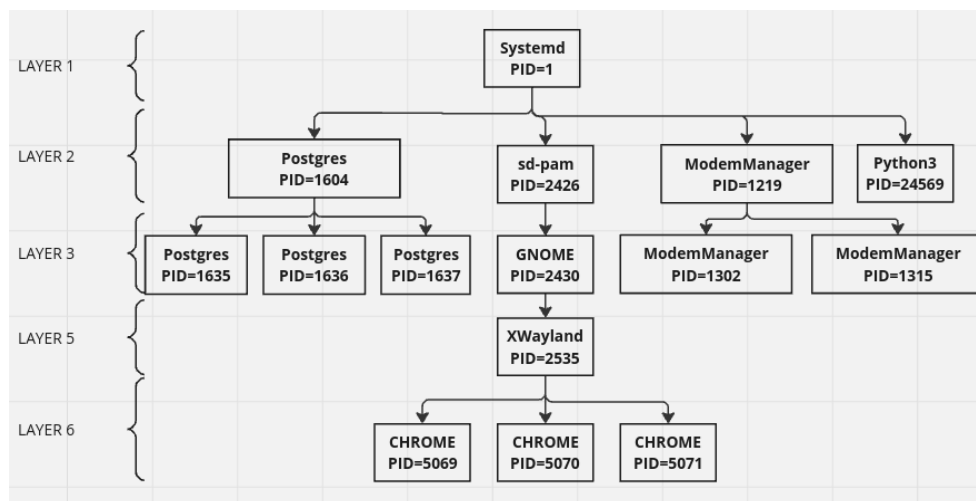 LAYER 1
Systemd
PID=1
LAYER 2
Postgres
PID=1604
sd-pam
PID=2426
ModemManager
PID=1219
Python3
PID=24569
LAYER 3
Postgres
PID=1635
Postgres
PID=1636
Postgres
PID=1637
GNOME
PID=2430
ModemManager
PID=1302
ModemManager
PID=1315
LAYER 5
XWayland
PID=2535
LAYER 6
CHROME
PID=5069
CHROME
PID=5070
CHROME
PID=5071